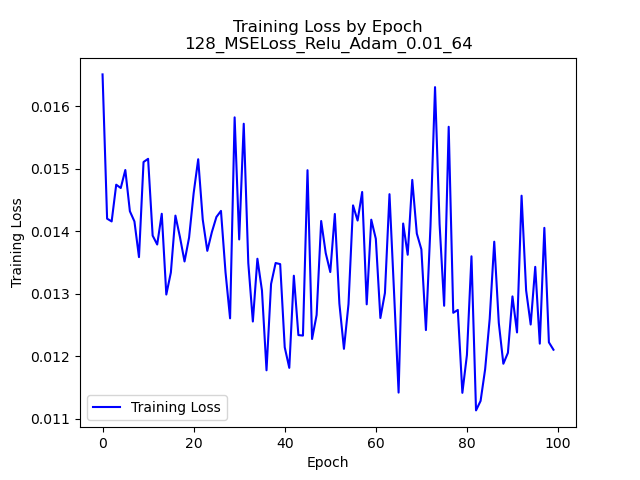 Training Loss by Epoch
128_MSELoss_Relu_Adam_0.01_64
Training Loss
0.016
0.015
0.014
0.013
0.012
0.011
Training Loss
0 20 40 60 80 100
Epoch